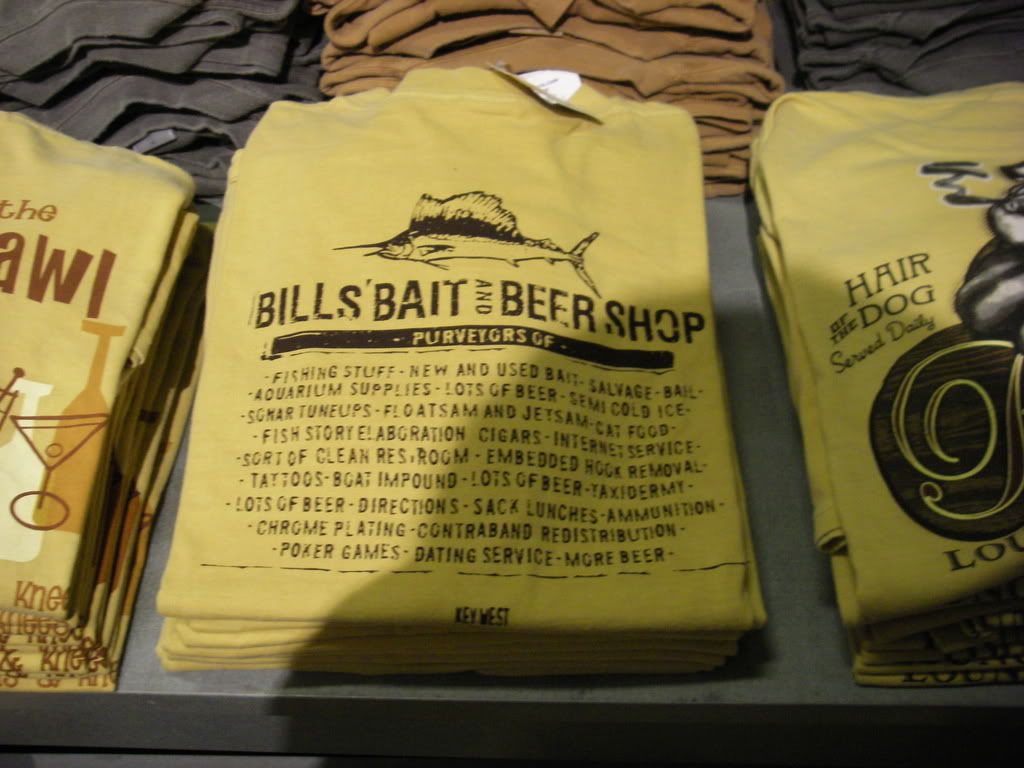 the
awl
Knee
Knees
Knee
BILLS' BAIT AND BEER SHOP
- PURVEYORS OF -
- FISHING STUFF - NEW AND USED BAIT - SALVAGE - BAIL -
- AQUARIUM SUPPLIES - LOTS OF BEER - SEMI COLD ICE -
- SONAR TUNEUPS - FLOATSAM AND JETSAM - CAT FOOD -
- FISH STORY ELABORATION CIGARS - INTERNET SERVICE -
- SORT OF CLEAN RESTROOM - EMBEDDED HOOK REMOVAL -
- TATTOOS - BOAT IMPOUND - LOTS OF BEER - TAXIDERMY -
- LOTS OF BEER - DIRECTIONS - SACK LUNCHES - AMMUNITION -
- CHROME PLATING - CONTRABAND REDISTRIBUTION -
- POKER GAMES - DATING SERVICE - MORE BEER -
KEY WEST
HAIR
OF THE DOG
Served Daily
LOU